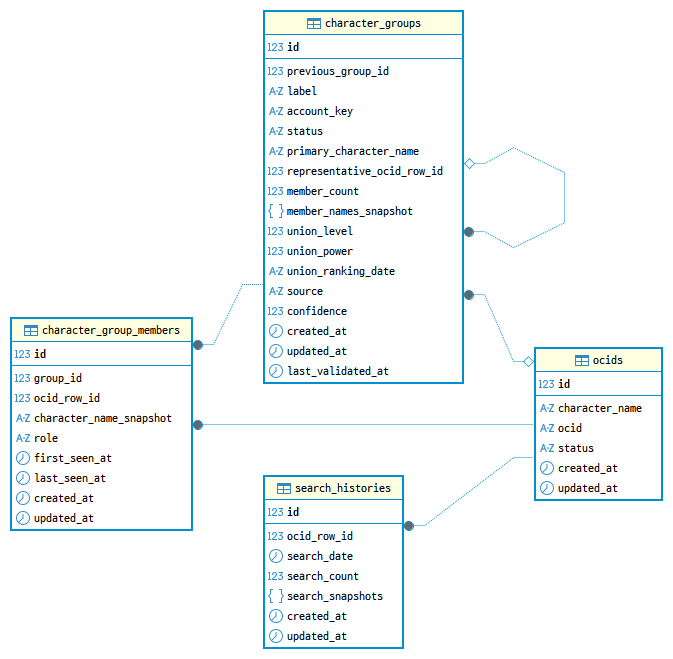 character_groups
123 id
123 previous_group_id
A-Z label
A-Z account_key
A-Z status
A-Z primary_character_name
123 representative_ocid_row_id
123 member_count
{ } member_names_snapshot
123 union_level
123 union_power
A-Z union_ranking_date
A-Z source
123 confidence
created_at
updated_at
last_validated_at
character_group_members
123 id
123 group_id
123 ocid_row_id
A-Z character_name_snapshot
A-Z role
first_seen_at
last_seen_at
created_at
updated_at
ocids
123 id
A-Z character_name
A-Z ocid
A-Z status
created_at
updated_at
search_histories
123 id
123 ocid_row_id
search_date
123 search_count
{ } search_snapshots
created_at
updated_at